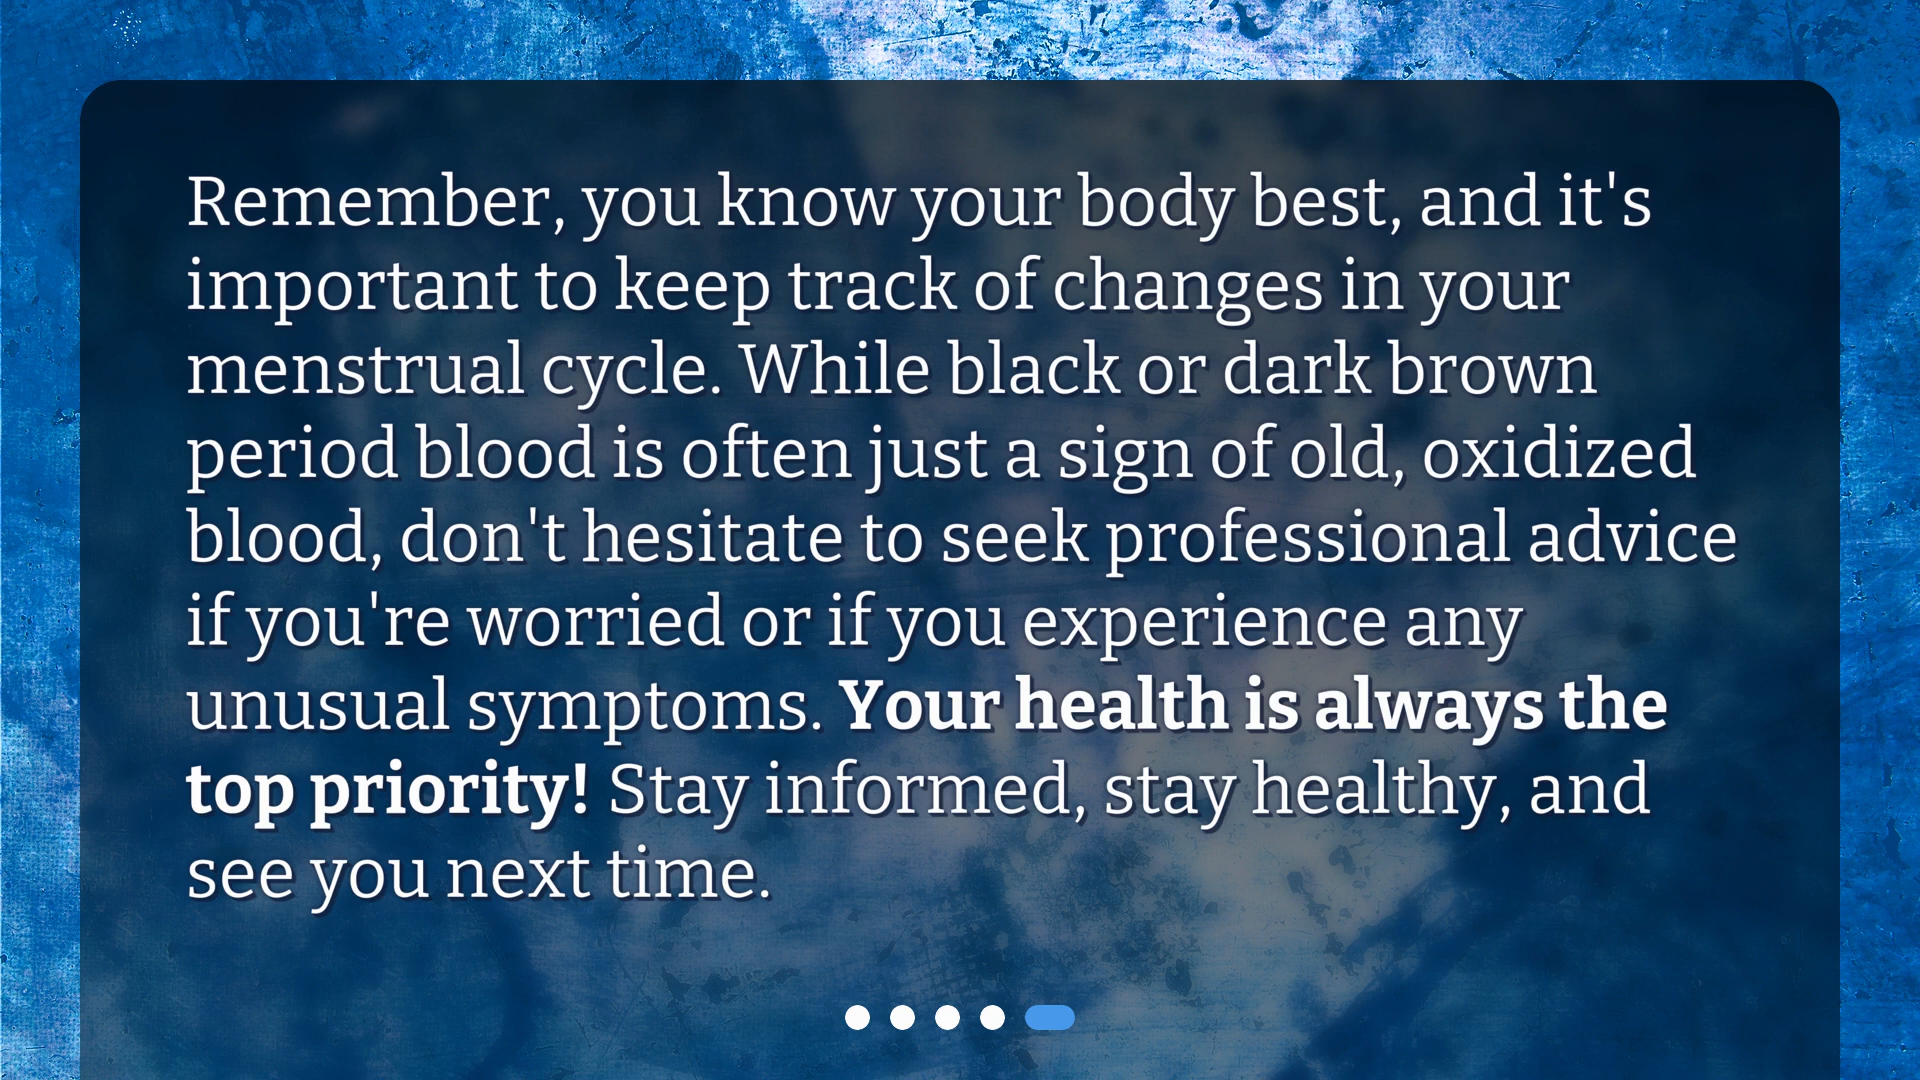 Remember, you know your body best, and it's
important to keep track of changes in your
menstrual cycle. While black or dark brown
period blood is often just a sign of old, oxidized
blood, don't hesitate to seek professional advice
if you're worried or if you experience any
unusual symptoms. Your health is always the
top priority! Stay informed, stay healthy, and
see you next time.